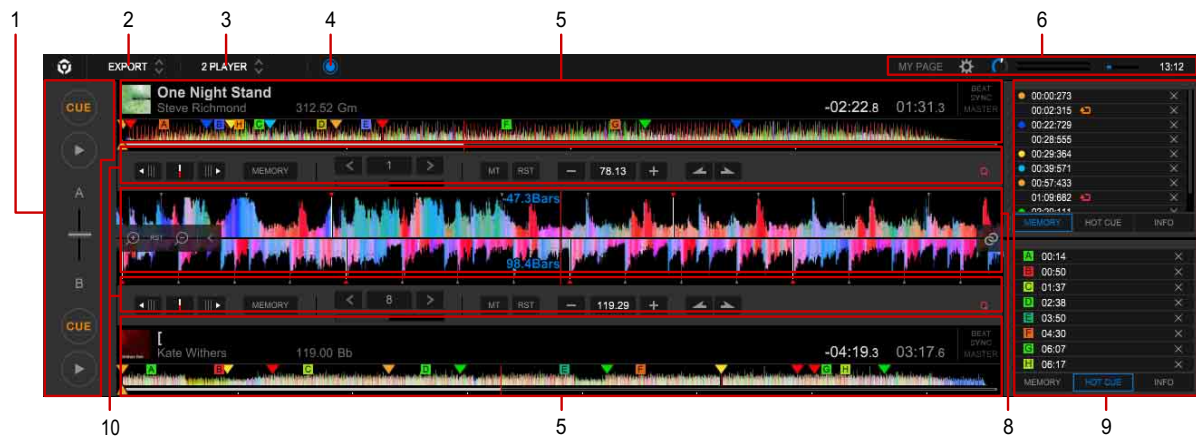 1 2 3 4 5 6
EXPORT 2 PLAYER MY PAGE 13:12
One Night Stand
Steve Richmond 312.52 Gm -02:22.8 01:31.3 BEAT SYNC MASTER
A B H C D E F G
CUE
A
B
CUE
MEMORY < 1 > MT RST − 78.13 + Q
-47.3Bars
RST <
98.4Bars
MEMORY < 8 > MT RST − 119.29 + Q
[
Kate Withers 119.00 Bb -04:19.3 03:17.6 BEAT SYNC MASTER
A B C D E F G H
00:00:273 ×
00:02:315 ×
00:22:729 ×
00:28:555 ×
00:29:364 ×
00:39:571 ×
00:57:433 ×
01:09:682 ×
MEMORY HOT CUE INFO
A 00:14 ×
B 00:50 ×
C 01:37 ×
D 02:38 ×
E 03:50 ×
F 04:30 ×
G 06:07 ×
H 06:17 ×
MEMORY HOT CUE INFO
10 5 8 9